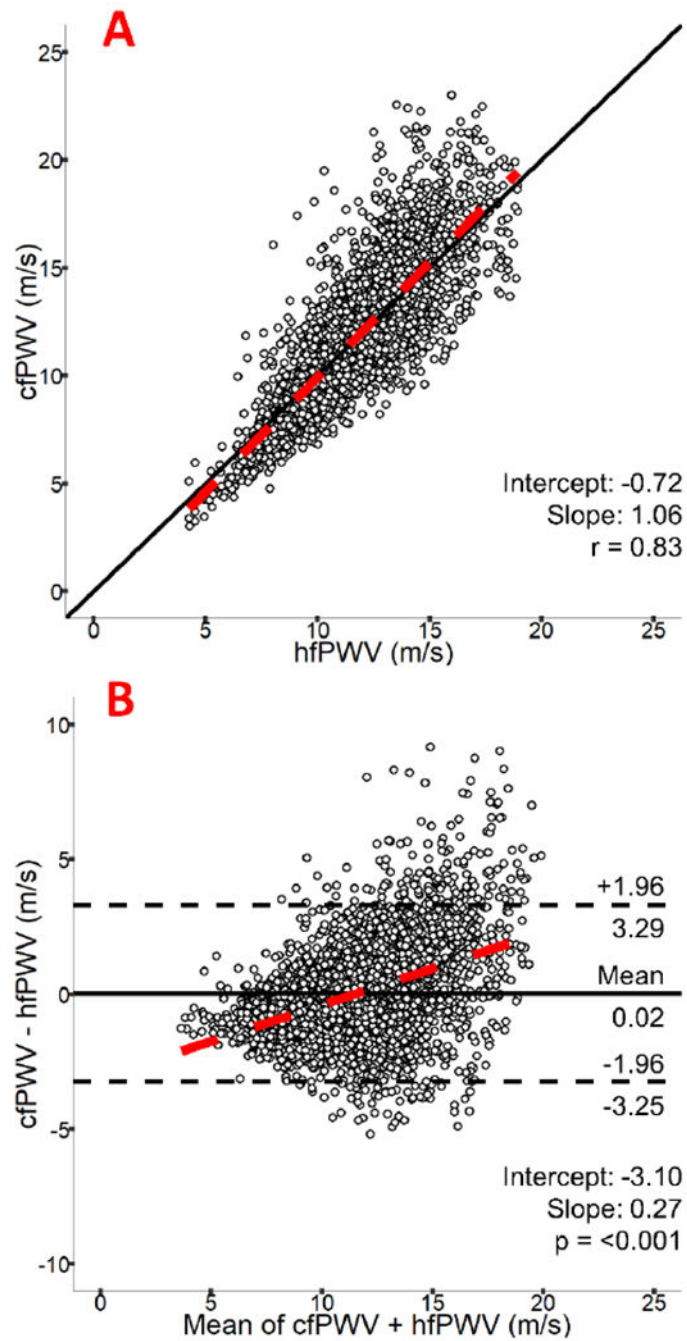 A
25
20
15
10
5
0
cfPWV (m/s)
Intercept: -0.72
Slope: 1.06
r = 0.83
0 5 10 15 20 25
hfPWV (m/s)
B
10
5
0
-5
-10
cfPWV - hfPWV (m/s)
+1.96
3.29
Mean
0.02
-1.96
-3.25
Intercept: -3.10
Slope: 0.27
p = <0.001
0 5 10 15 20 25
Mean of cfPWV + hfPWV (m/s)